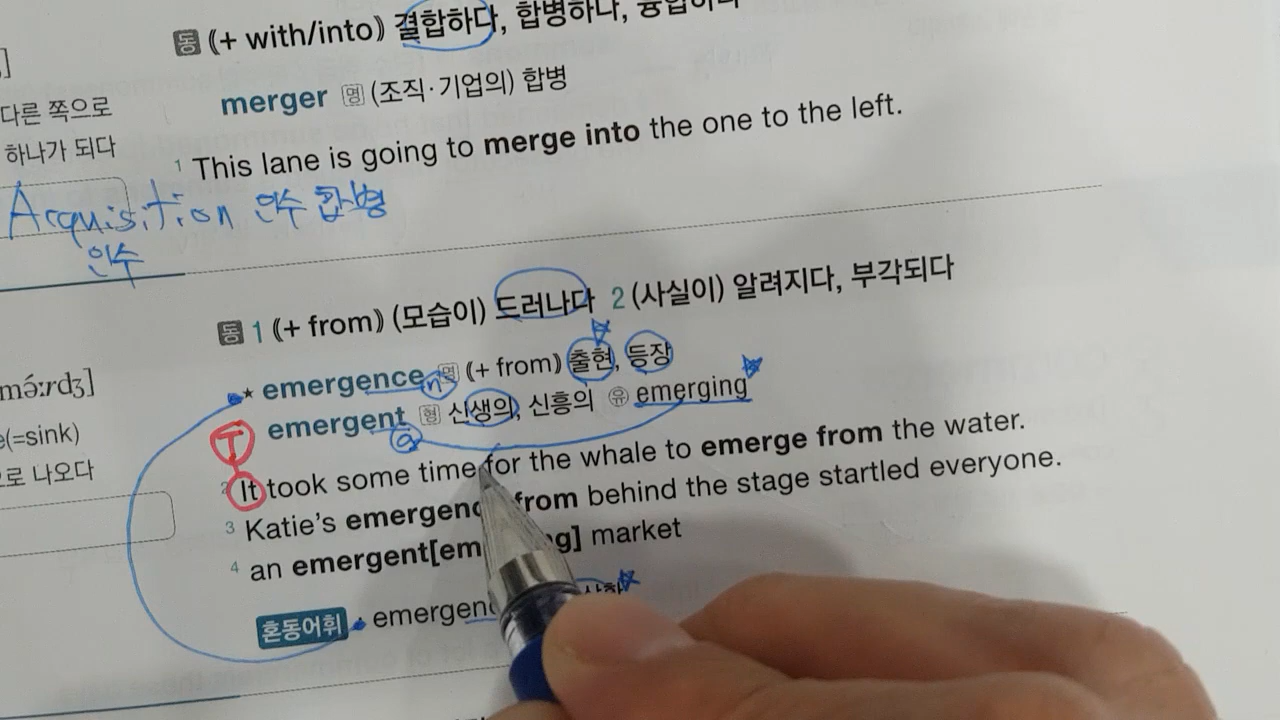 동 (+ with/into) 결합하다, 합병하다, 융합하다
다른 쪽으로
merger 명 (조직·기업의) 합병
하나가 되다
1 This lane is going to merge into the one to the left.
Acquisition 인수 합병
인수
동 1 (+ from) (모습이) 드러나다 2 (사실이) 알려지다, 부각되다
mə́ːrdʒ]
★ emergence 명 (+ from) 출현, 등장
n
e(=sink)
emergent 형 신생의, 신흥의 유 emerging
a
T
으로 나오다
2 It took some time for the whale to emerge from the water.
3 Katie's from behind the stage startled everyone.
4 an market
혼동어휘